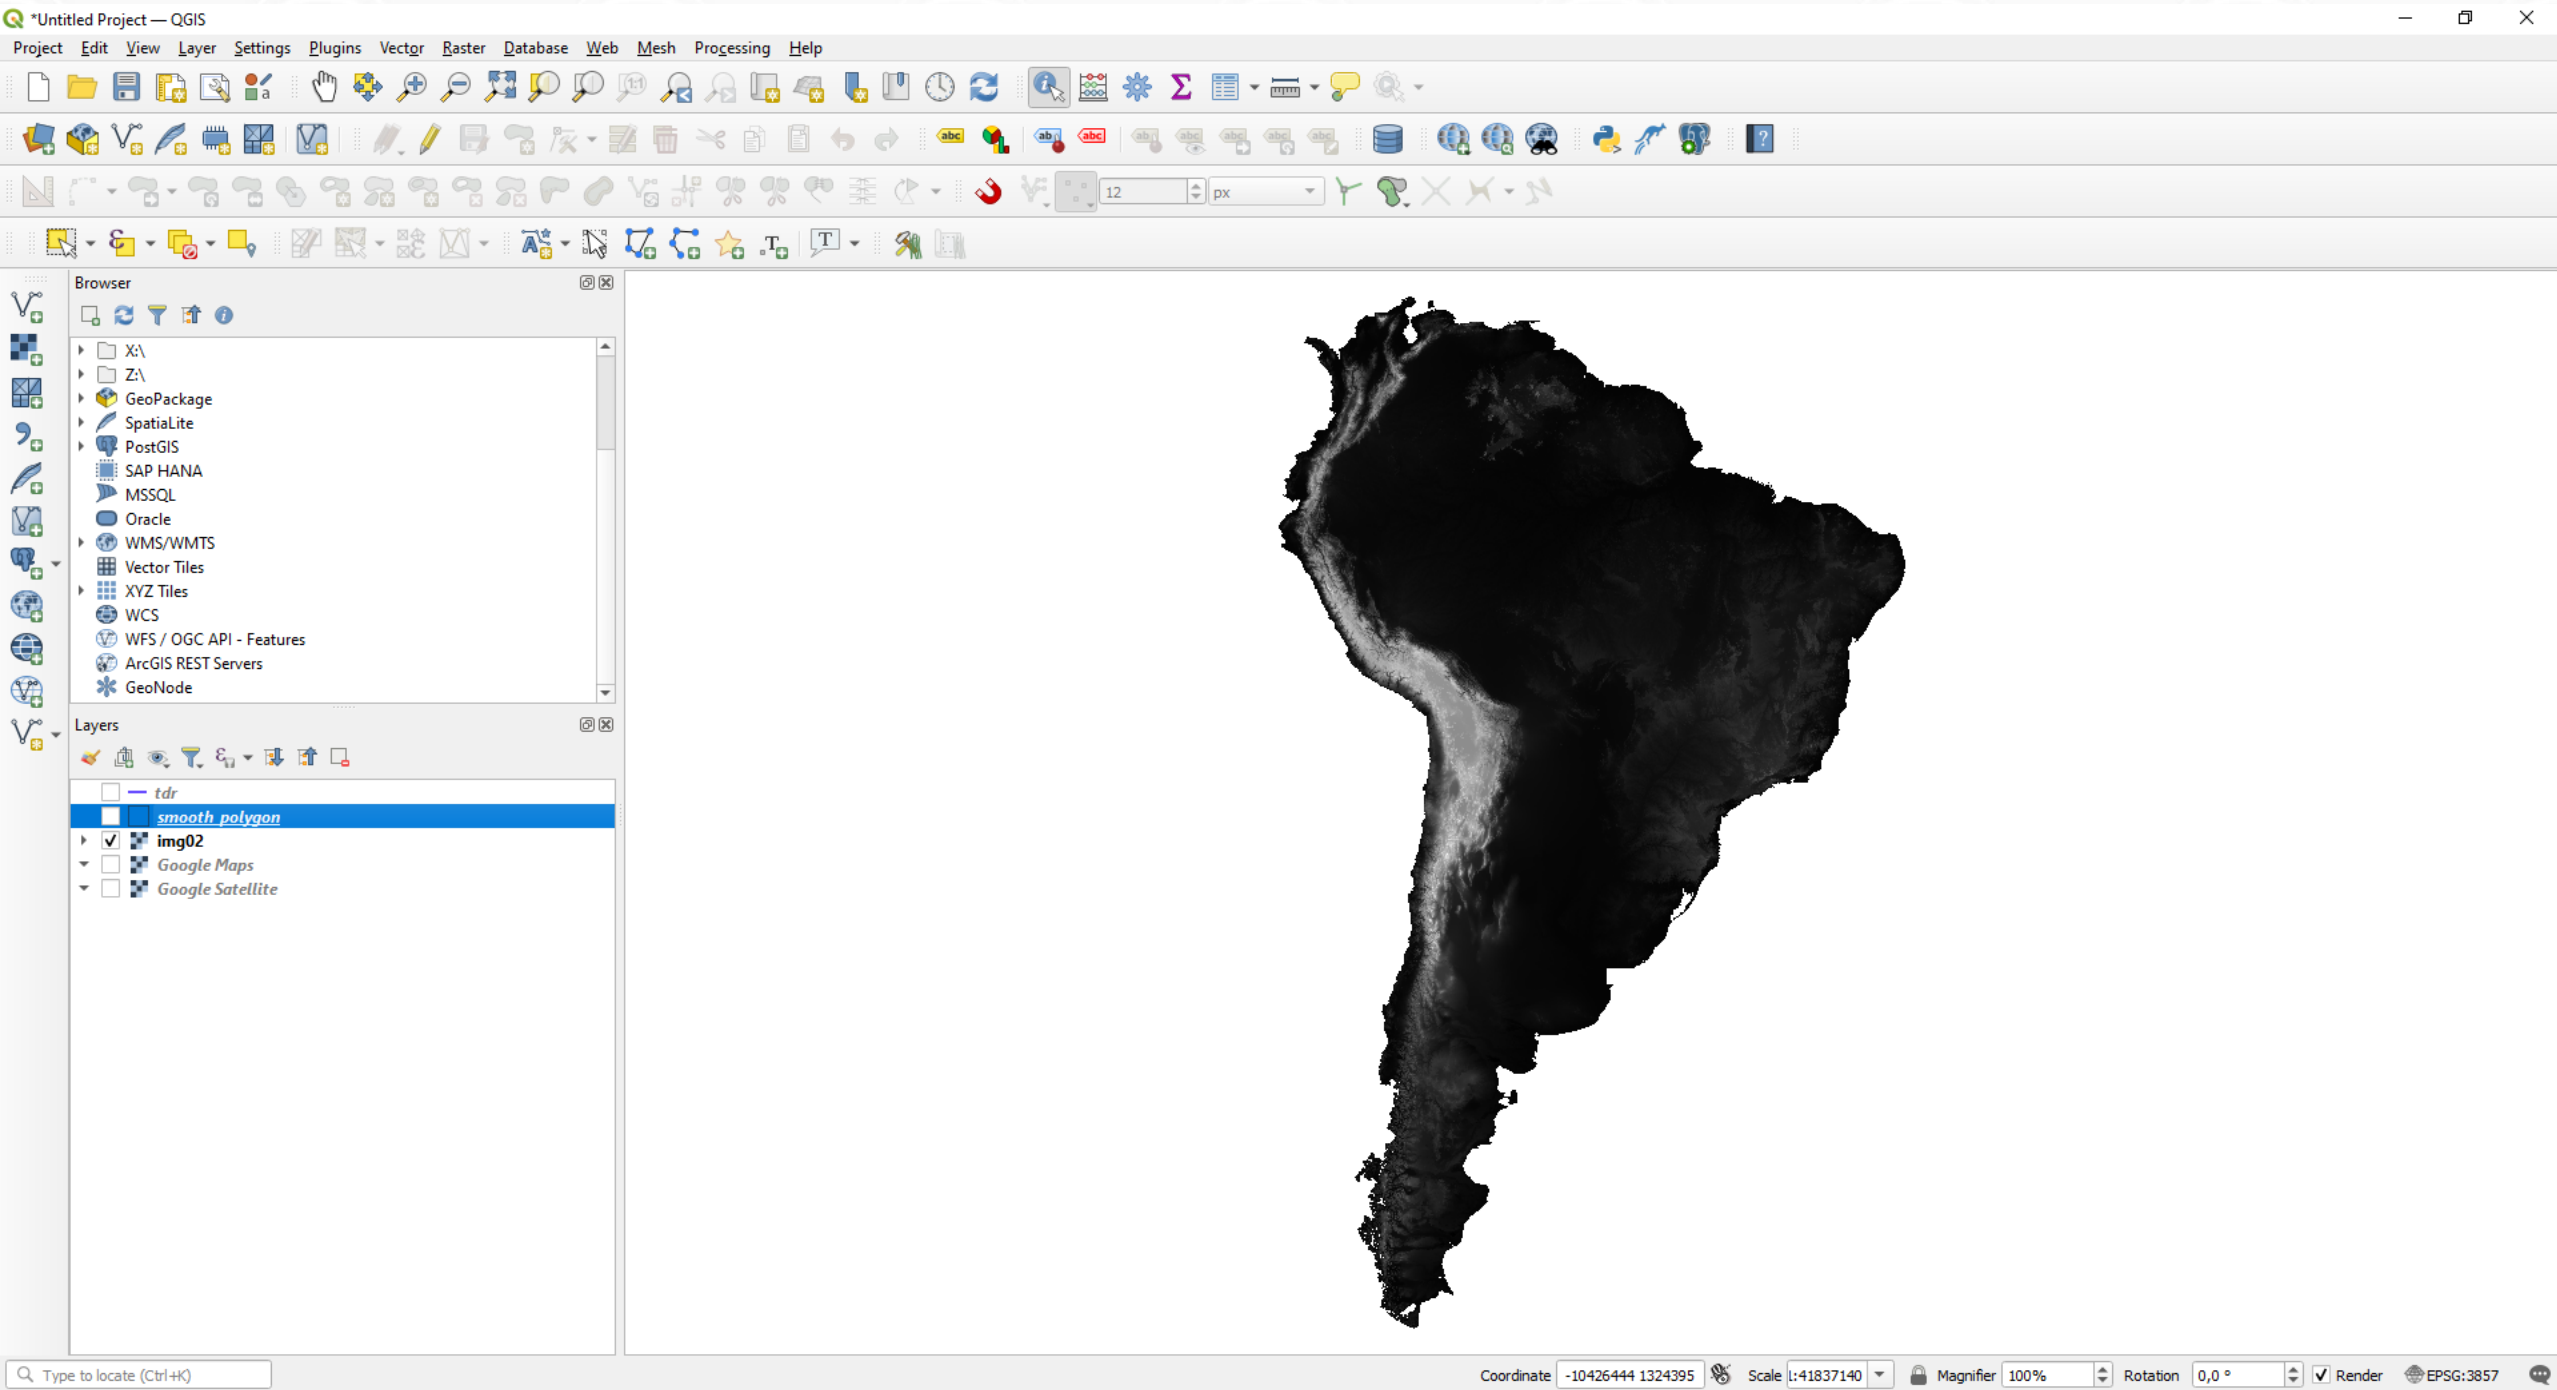 *Untitled Project — QGIS
Project Edit View Layer Settings Plugins Vector Raster Database Web Mesh Processing Help
12 px
Browser
X:\
Z:\
GeoPackage
SpatiaLite
PostGIS
SAP HANA
MSSQL
Oracle
WMS/WMTS
Vector Tiles
XYZ Tiles
WCS
WFS / OGC API - Features
ArcGIS REST Servers
GeoNode
Layers
tdr
smooth_polygon
img02
Google Maps
Google Satellite
Type to locate (Ctrl+K) Coordinate -10426444 1324395 Scale 1:41837140 Magnifier 100% Rotation 0,0 ° Render EPSG:3857